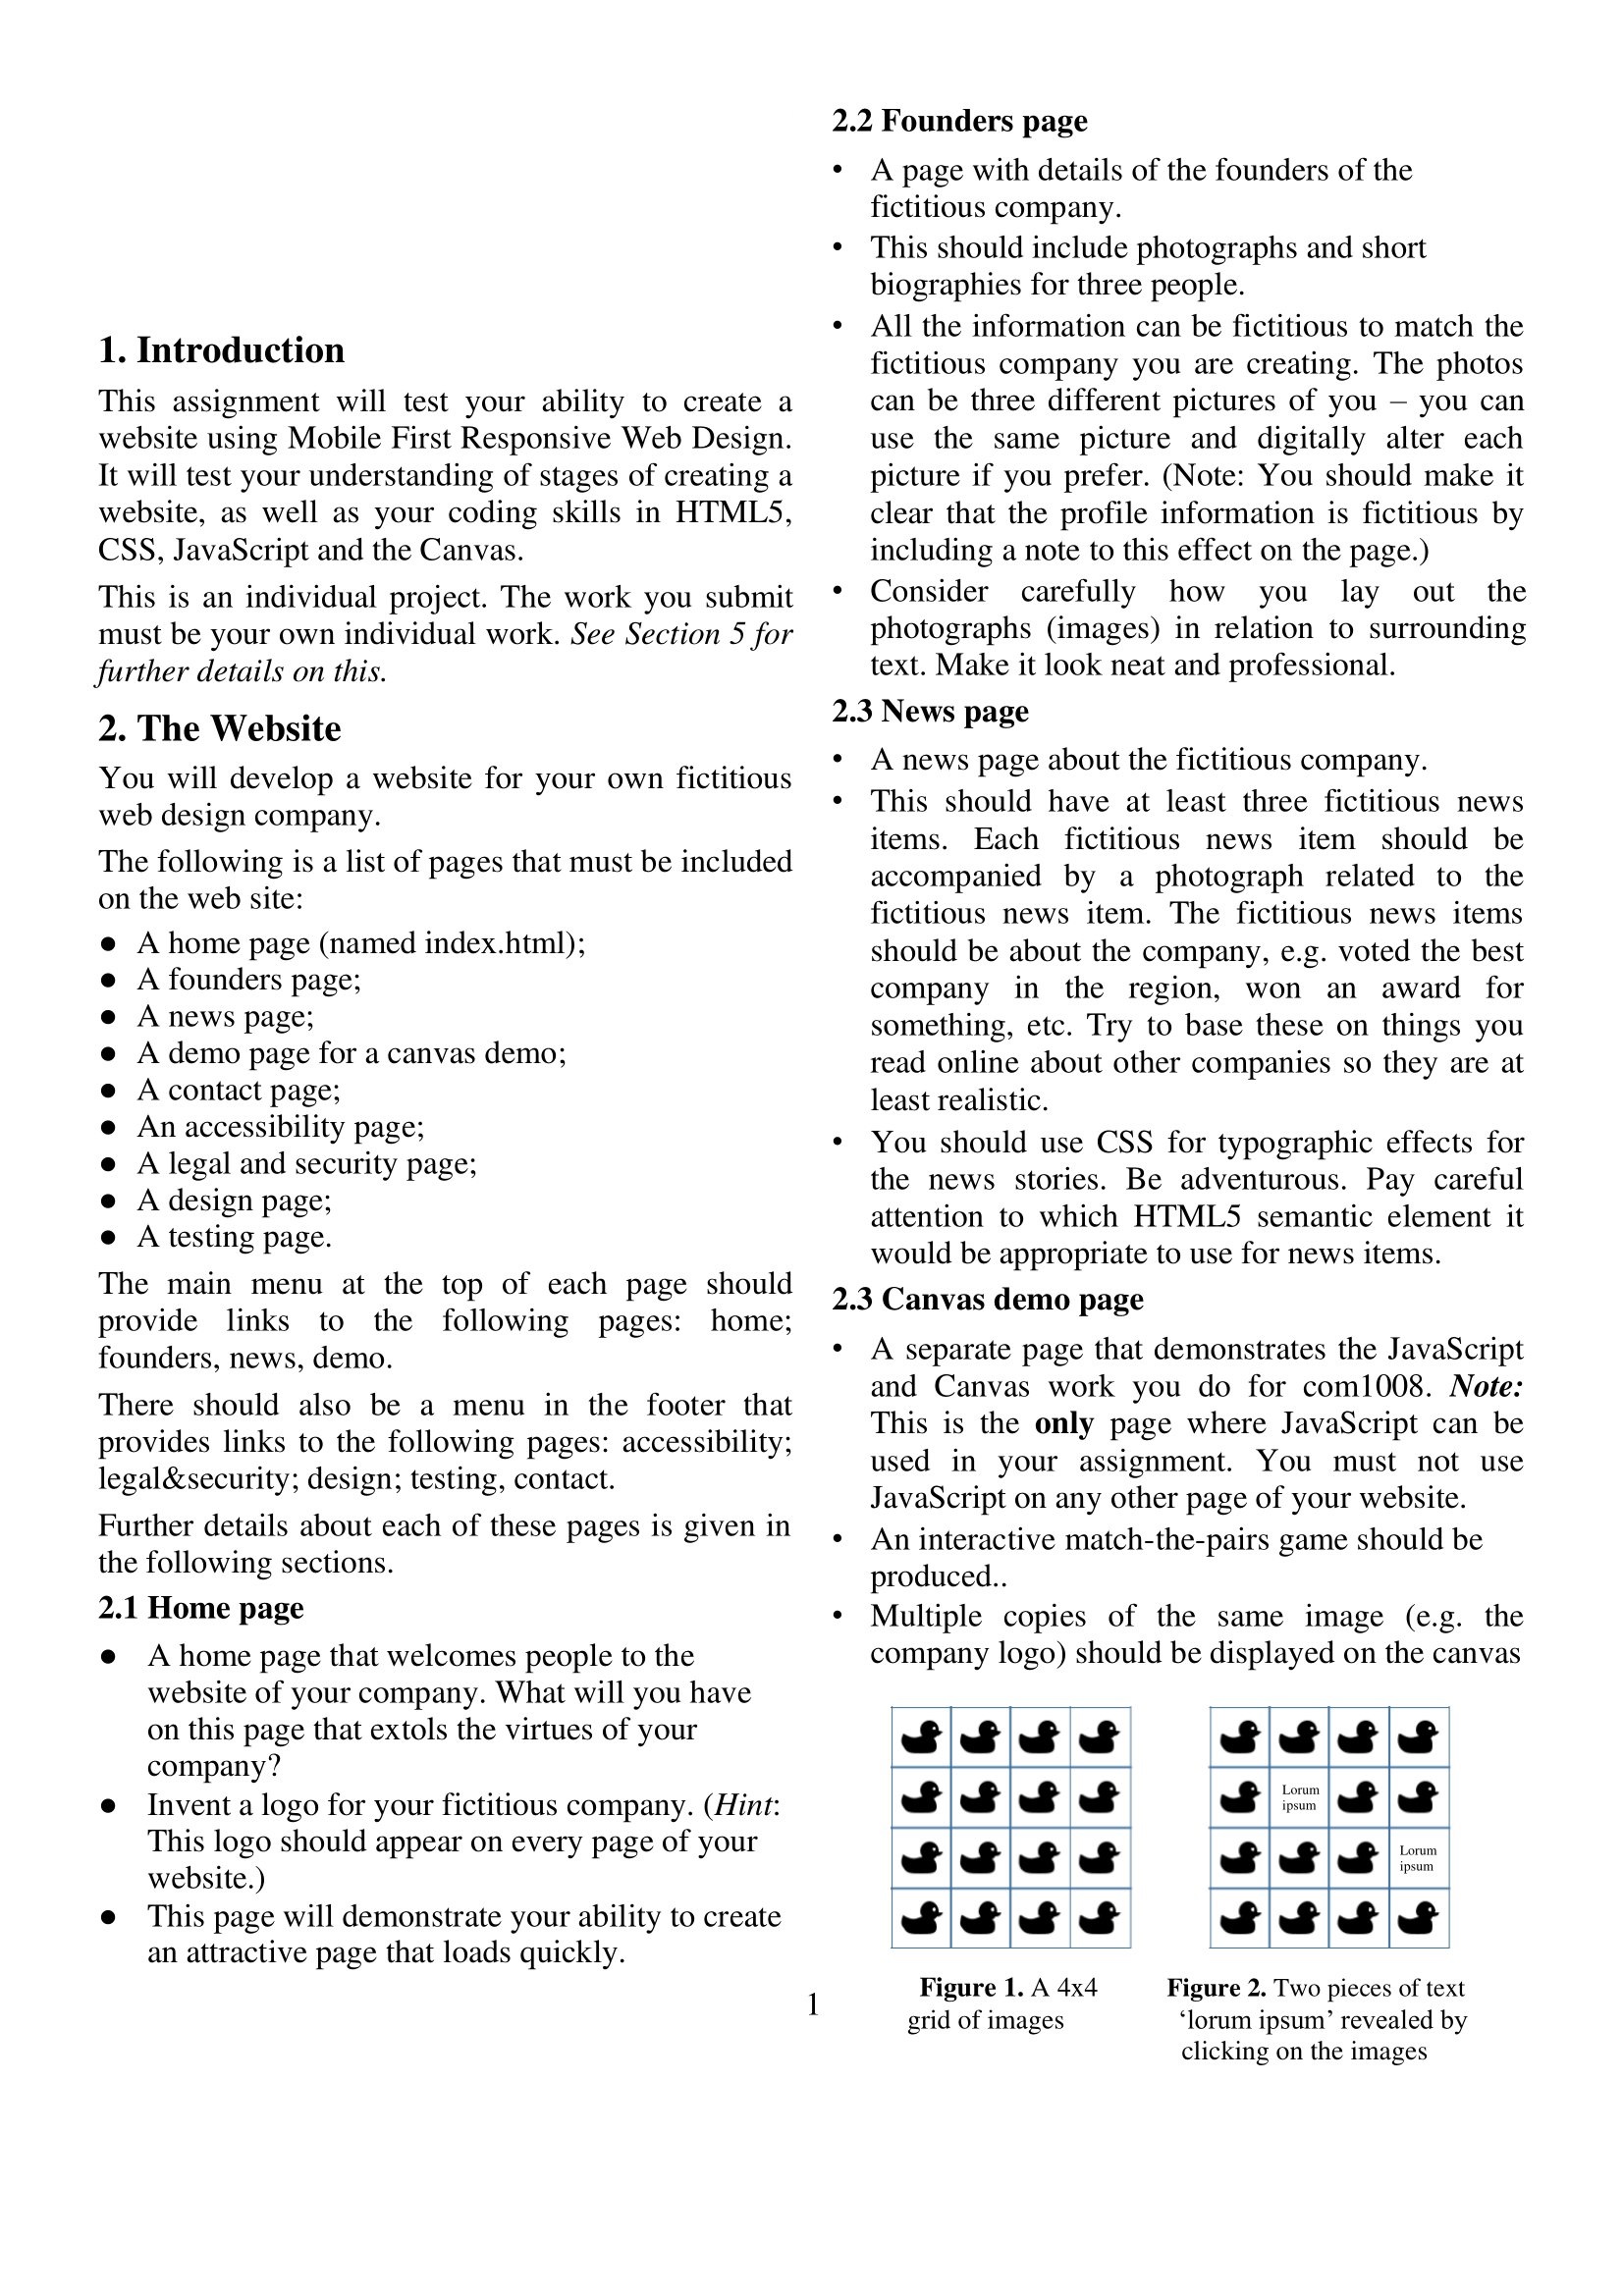 1. Introduction
This assignment will test your ability to create a
website using Mobile First Responsive Web Design.
It will test your understanding of stages of creating a
website, as well as your coding skills in HTML5,
CSS, JavaScript and the Canvas.
This is an individual project. The work you submit
must be your own individual work. See Section 5 for
further details on this.
2. The Website
You will develop a website for your own fictitious
web design company.
The following is a list of pages that must be included
on the web site:
● A home page (named index.html);
● A founders page;
● A news page;
● A demo page for a canvas demo;
● A contact page;
● An accessibility page;
● A legal and security page;
● A design page;
● A testing page.
The main menu at the top of each page should
provide links to the following pages: home;
founders, news, demo.
There should also be a menu in the footer that
provides links to the following pages: accessibility;
legal&security; design; testing, contact.
Further details about each of these pages is given in
the following sections.
2.1 Home page
● A home page that welcomes people to the
website of your company. What will you have
on this page that extols the virtues of your
company?
● Invent a logo for your fictitious company. (Hint:
This logo should appear on every page of your
website.)
● This page will demonstrate your ability to create
an attractive page that loads quickly.
2.2 Founders page
• A page with details of the founders of the
fictitious company.
• This should include photographs and short
biographies for three people.
• All the information can be fictitious to match the
fictitious company you are creating. The photos
can be three different pictures of you – you can
use the same picture and digitally alter each
picture if you prefer. (Note: You should make it
clear that the profile information is fictitious by
including a note to this effect on the page.)
• Consider carefully how you lay out the
photographs (images) in relation to surrounding
text. Make it look neat and professional.
2.3 News page
• A news page about the fictitious company.
• This should have at least three fictitious news
items. Each fictitious news item should be
accompanied by a photograph related to the
fictitious news item. The fictitious news items
should be about the company, e.g. voted the best
company in the region, won an award for
something, etc. Try to base these on things you
read online about other companies so they are at
least realistic.
• You should use CSS for typographic effects for
the news stories. Be adventurous. Pay careful
attention to which HTML5 semantic element it
would be appropriate to use for news items.
2.3 Canvas demo page
• A separate page that demonstrates the JavaScript
and Canvas work you do for com1008. Note:
This is the only page where JavaScript can be
used in your assignment. You must not use
JavaScript on any other page of your website.
• An interactive match-the-pairs game should be
produced..
• Multiple copies of the same image (e.g. the
company logo) should be displayed on the canvas
Lorum
ipsum
Lorum
ipsum
Figure 1. A 4x4
grid of images
Figure 2. Two pieces of text
‘lorum ipsum’ revealed by
clicking on the images
1